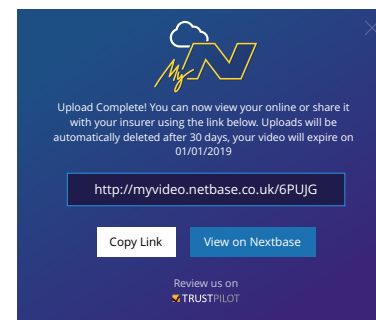 My N
Upload Complete! You can now view your online or share it
with your insurer using the link below. Uploads will be
automatically deleted after 30 days, your video will expire on
01/01/2019
http://myvideo.netbase.co.uk/6PUJG
Copy Link
View on Nextbase
Review us on
TRUSTPILOT